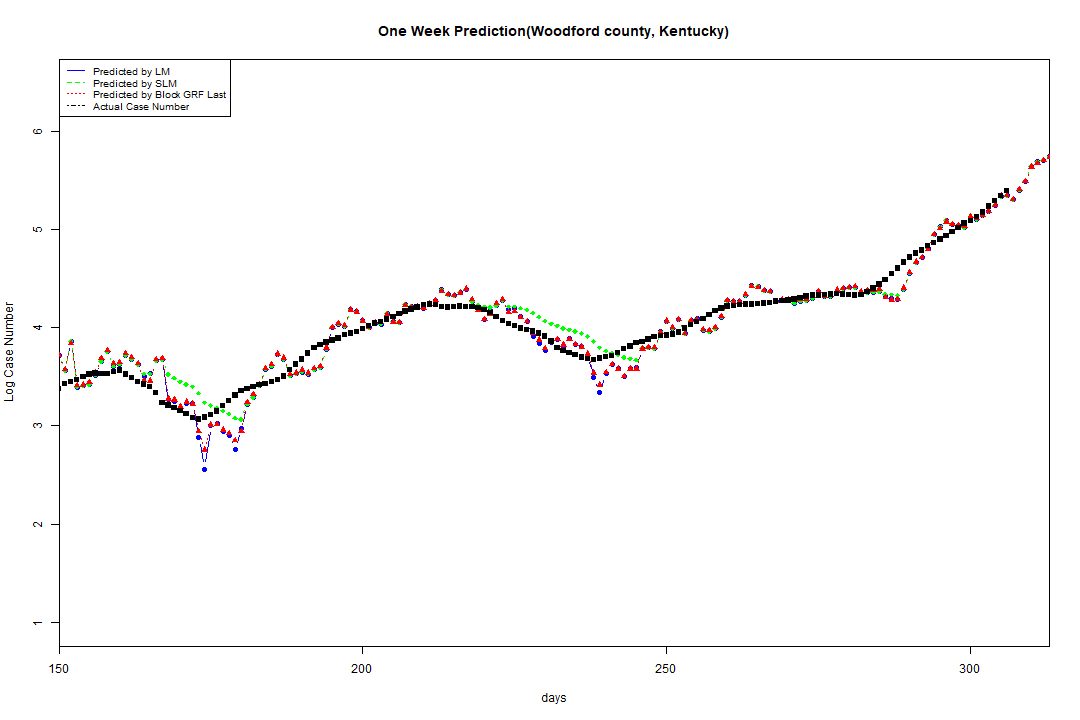 One Week Prediction(Woodford county, Kentucky)
Predicted by LM
Predicted by SLM
Predicted by Block GRF Last
Actual Case Number
6
5
4
3
2
1
Log Case Number
150 200 250 300
days